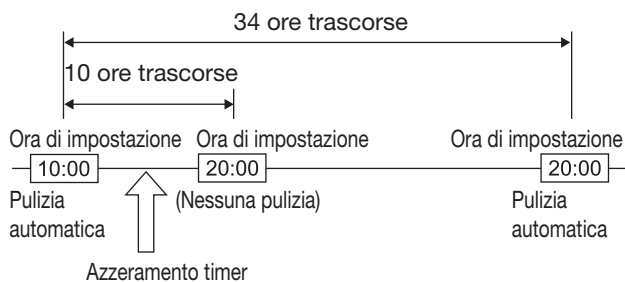 34 ore trascorse
10 ore trascorse
Ora di impostazione Ora di impostazione Ora di impostazione
10:00 20:00 20:00
Pulizia (Nessuna pulizia) Pulizia
automatica automatica
Azzeramento timer